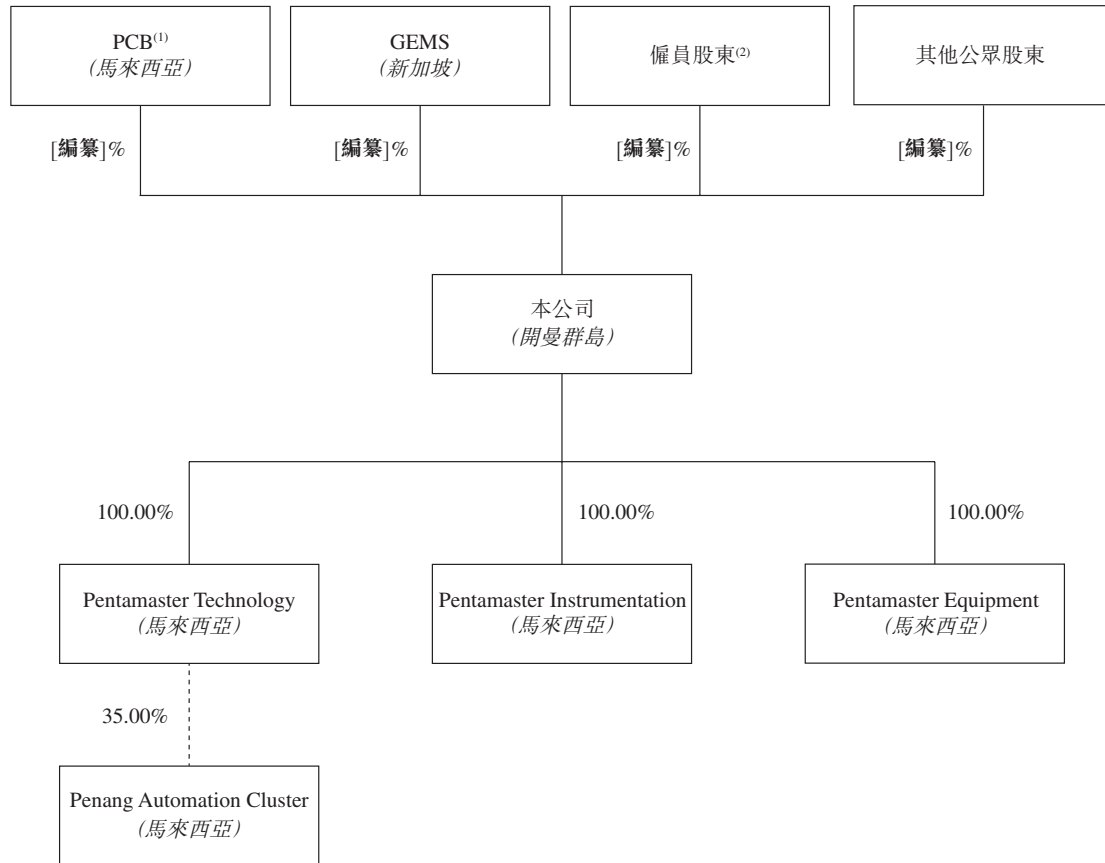 PCB(1)
(馬來西亞)
GEMS
(新加坡)
僱員股東(2)
其他公眾股東
[編纂]%
[編纂]%
[編纂]%
[編纂]%
本公司
(開曼群島)
100.00%
100.00%
100.00%
Pentamaster Technology
(馬來西亞)
Pentamaster Instrumentation
(馬來西亞)
Pentamaster Equipment
(馬來西亞)
35.00%
Penang Automation Cluster
(馬來西亞)